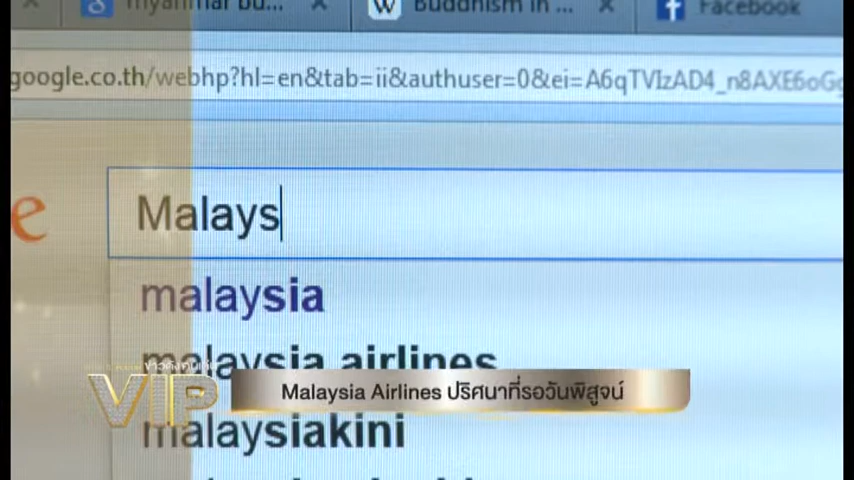 myanmar bu...
Buddhism in ...
Facebook
google.co.th/webhp?hl=en&tab=ii&authuser=0&ei=A6qTVIzAD4_n8AXE6oG
e
Malays
malaysia
malaysia airlines
VIP
Malaysia Airlines ปริศนาที่รอวันพิสูจน์
malaysiakini